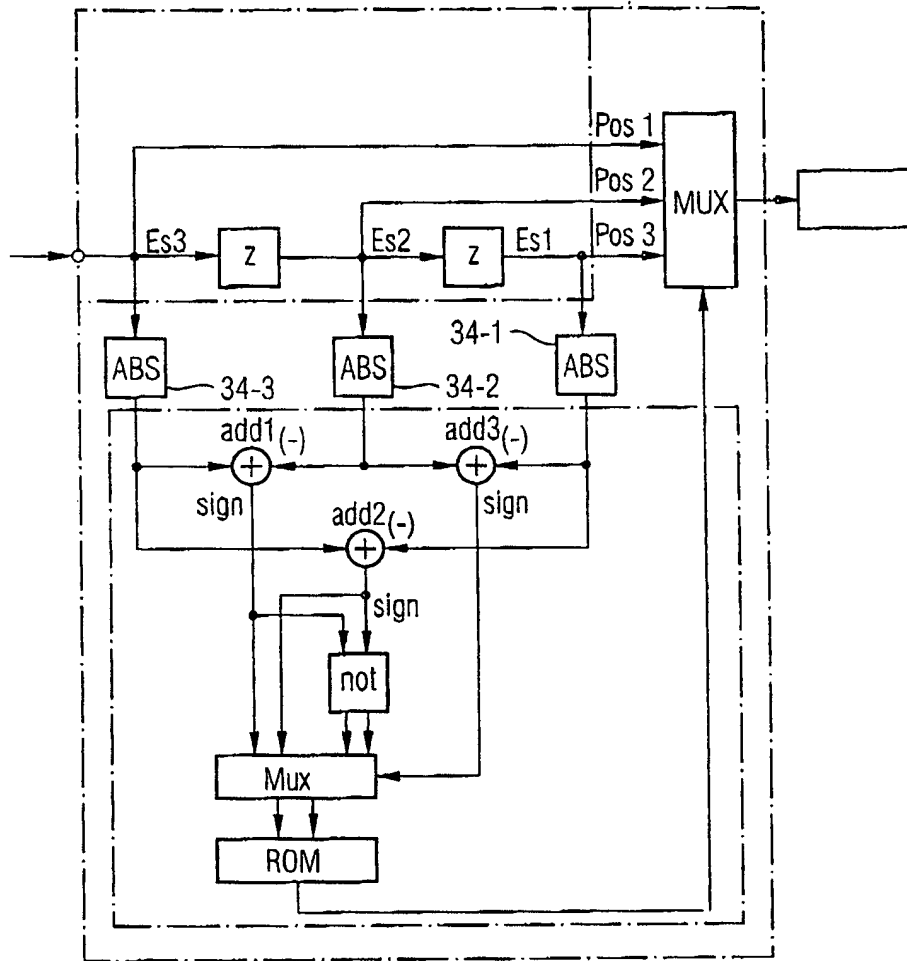 Pos 1
Pos 2
MUX
Es3
z
Es2
z
Es1
Pos 3
34-1
ABS
34-3
ABS
34-2
ABS
add1 (-)
add3 (-)
sign
sign
add2 (-)
sign
not
Mux
ROM